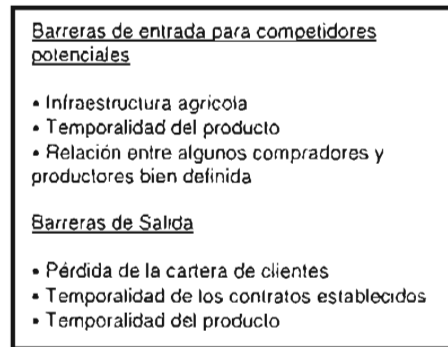 Barreras de entrada para competidores
potenciales
• Infraestructura agricola
• Temporalidad del producto
• Relación entre algunos compradores y
productores bien definida
Barreras de Salida
• Pérdida de la cartera de clientes
• Temporalidad de los contratos establecidos
• Temporalidad del producto